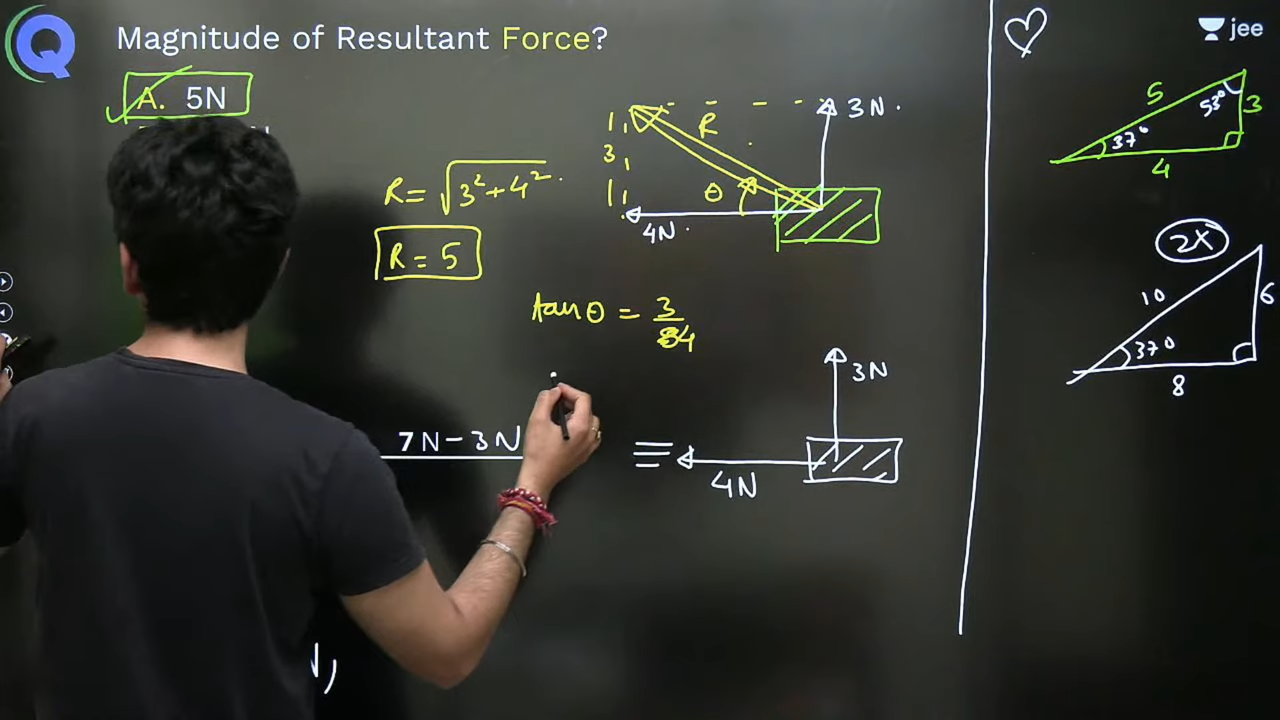 Magnitude of Resultant Force?
jee
A. 5N
R = √3²+4²
R = 5
tanθ = 3/4
3N
R
3
θ
4N
7N-3N
3N
4N
5
53°
3
37°
4
2X
10
6
37°
8